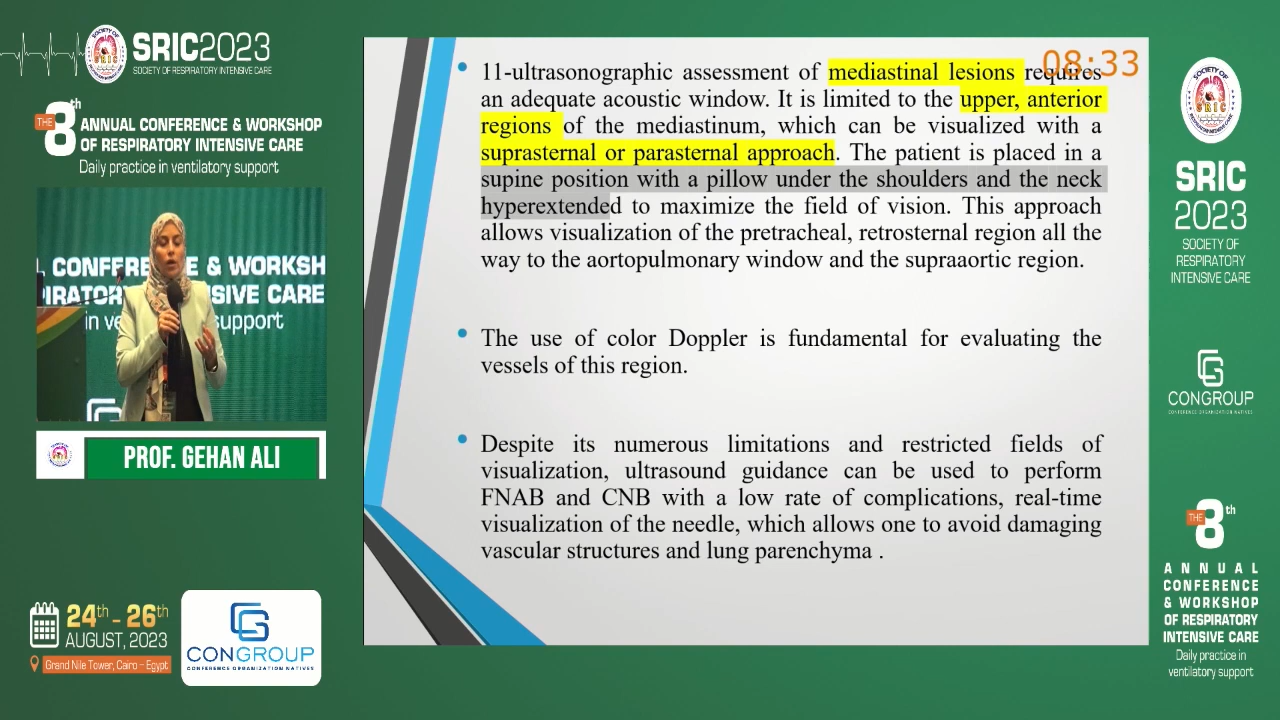 SRIC2023
SOCIETY OF RESPIRATORY INTENSIVE CARE
THE 8th
ANNUAL CONFERENCE & WORKSHOP
OF RESPIRATORY INTENSIVE CARE
Daily practice in ventilatory support
CONFERENCE & WORKSH
IRATOR
SIVE CARE
in ve
support
PROF. GEHAN ALI
24th - 26th
AUGUST, 2023
Grand Nile Tower, Cairo – Egypt
CONGROUP
CONFERENCE ORGANIZATION NATIVES
08:33
11-ultrasonographic assessment of mediastinal lesions requires
an adequate acoustic window. It is limited to the upper, anterior
regions of the mediastinum, which can be visualized with a
suprasternal or parasternal approach. The patient is placed in a
supine position with a pillow under the shoulders and the neck
hyperextended to maximize the field of vision. This approach
allows visualization of the pretracheal, retrosternal region all the
way to the aortopulmonary window and the supraaortic region.
The use of color Doppler is fundamental for evaluating the
vessels of this region.
Despite its numerous limitations and restricted fields of
visualization, ultrasound guidance can be used to perform
FNAB and CNB with a low rate of complications, real-time
visualization of the needle, which allows one to avoid damaging
vascular structures and lung parenchyma .
SRIC
SRIC
2023
SOCIETY OF
RESPIRATORY
INTENSIVE CARE
CONGROUP
CONFERENCE ORGANIZATION NATIVES
THE 8th
ANNUAL
CONFERENCE
& WORKSHOP
OF RESPIRATORY
INTENSIVE CARE
Daily practice in
ventilatory support